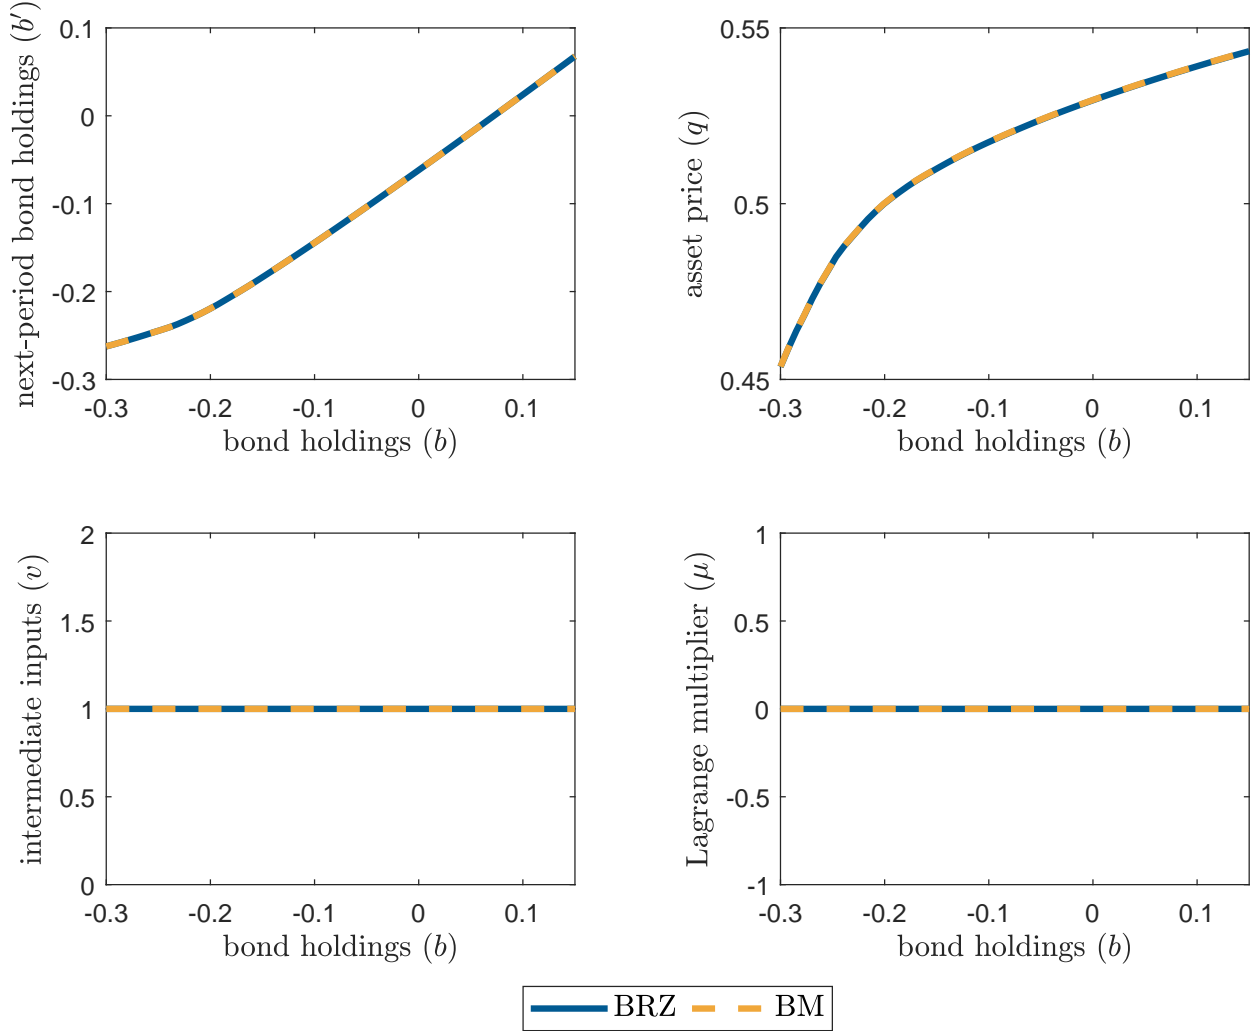 next-period bond holdings (b′)
0.1
0
-0.1
-0.2
-0.3
-0.3 -0.2 -0.1 0 0.1
bond holdings (b)
asset price (q)
0.55
0.5
0.45
-0.3 -0.2 -0.1 0 0.1
bond holdings (b)
intermediate inputs (v)
2
1.5
1
0.5
0
-0.3 -0.2 -0.1 0 0.1
bond holdings (b)
Lagrange multiplier (μ)
1
0.5
0
-0.5
-1
-0.3 -0.2 -0.1 0 0.1
bond holdings (b)
BRZ BM